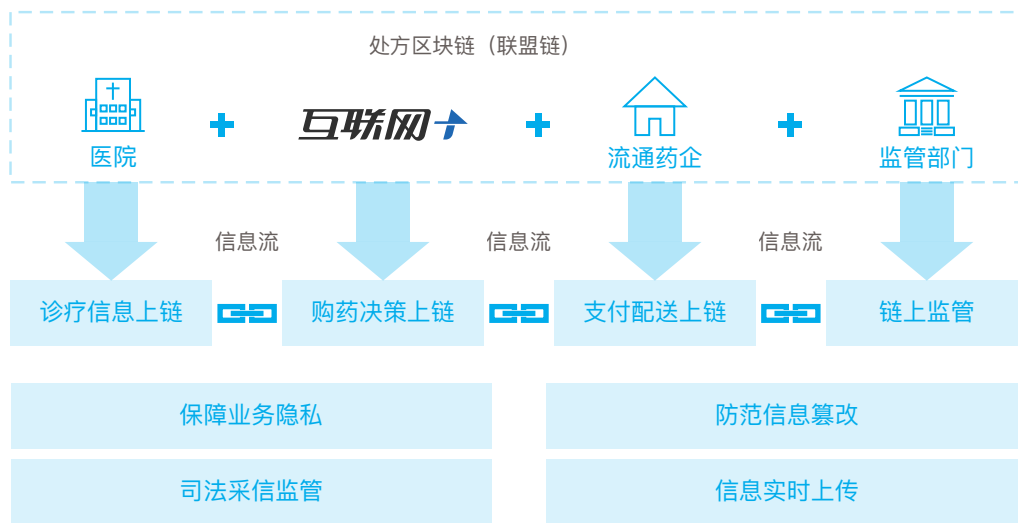 处方区块链（联盟链）
医院
互联网+
流通药企
监管部门
信息流
信息流
信息流
诊疗信息上链
购药决策上链
支付配送上链
链上监管
保障业务隐私
防范信息篡改
司法采信监管
信息实时上传